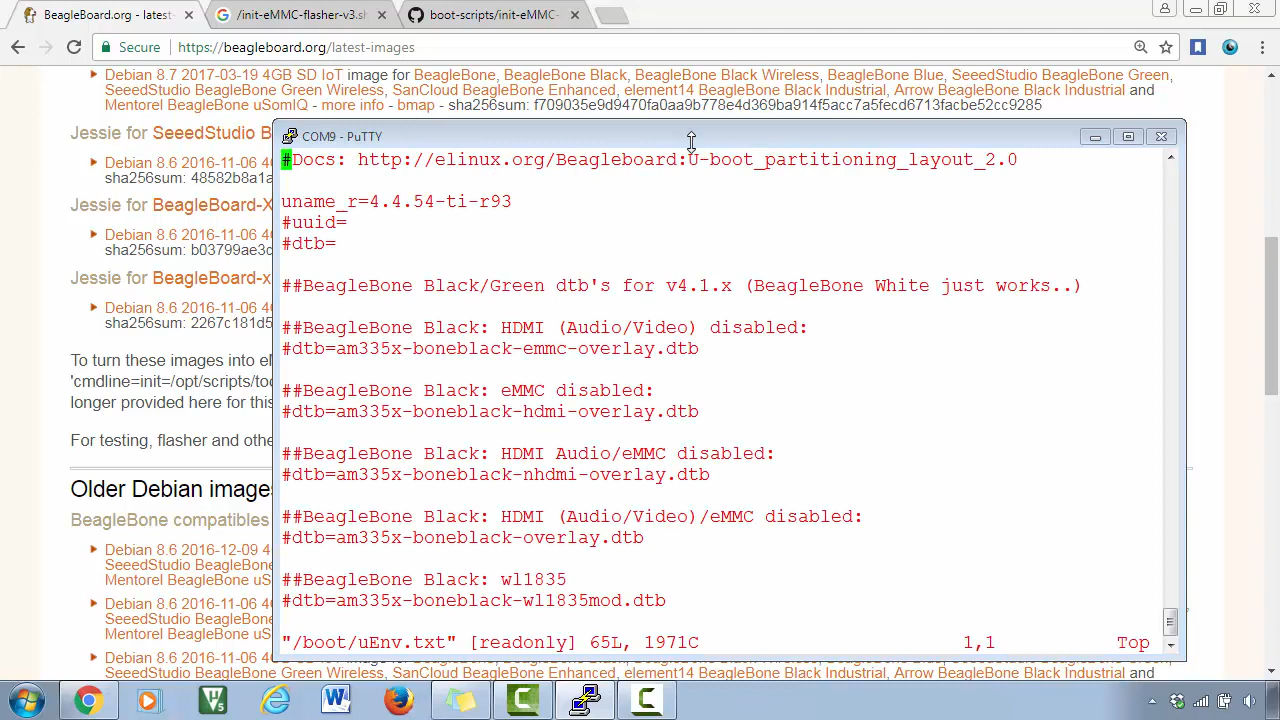 BeagleBoard.org - latest-
/init-eMMC-flasher-v3.sh
boot-scripts/init-eMMC-
Secure
https://beagleboard.org/latest-images
Debian 8.7 2017-03-19 4GB SD IoT image for BeagleBone, BeagleBone Black, BeagleBone Black Wireless, BeagleBone Blue, SeeedStudio BeagleBone Green,
SeeedStudio BeagleBone Green Wireless, SanCloud BeagleBone Enhanced, element14 BeagleBone Black Industrial, Arrow BeagleBone Black Industrial and
Mentorel BeagleBone uSomIQ - more info - bmap - sha256sum: f709035e9d9470fa0aa9b778e4d369ba914f5acc7a5fecd6713facbe52cc9285
Jessie for SeeedStudio B
Debian 8.6 2016-11-06 4G
sha256sum: 48582b8a1a
Jessie for BeagleBoard-X
Debian 8.6 2016-11-06 4G
sha256sum: b03799ae3c
Jessie for BeagleBoard-x
Debian 8.6 2016-11-06 4G
sha256sum: 2267c181d5
To turn these images into eM
'cmdline=init=/opt/scripts/too
longer provided here for this
For testing, flasher and othe
Older Debian images
BeagleBone compatibles
Debian 8.6 2016-12-09 4G
SeeedStudio BeagleBone
Mentorel BeagleBone uS
Debian 8.6 2016-11-06 4G
SeeedStudio BeagleBone
Mentorel BeagleBone uS
Debian 8.6 2016-11-06 4G
SeeedStudio BeagleBone Green Wireless, SanCloud BeagleBone Enhanced, element14 BeagleBone Black Industrial, Arrow BeagleBone Black Industrial and
COM9 - PuTTY
#Docs: http://elinux.org/Beagleboard:U-boot_partitioning_layout_2.0
uname_r=4.4.54-ti-r93
#uuid=
#dtb=
##BeagleBone Black/Green dtb's for v4.1.x (BeagleBone White just works..)
##BeagleBone Black: HDMI (Audio/Video) disabled:
#dtb=am335x-boneblack-emmc-overlay.dtb
##BeagleBone Black: eMMC disabled:
#dtb=am335x-boneblack-hdmi-overlay.dtb
##BeagleBone Black: HDMI Audio/eMMC disabled:
#dtb=am335x-boneblack-nhdmi-overlay.dtb
##BeagleBone Black: HDMI (Audio/Video)/eMMC disabled:
#dtb=am335x-boneblack-overlay.dtb
##BeagleBone Black: wl1835
#dtb=am335x-boneblack-wl1835mod.dtb
"/boot/uEnv.txt" [readonly] 65L, 1971C 1,1 Top